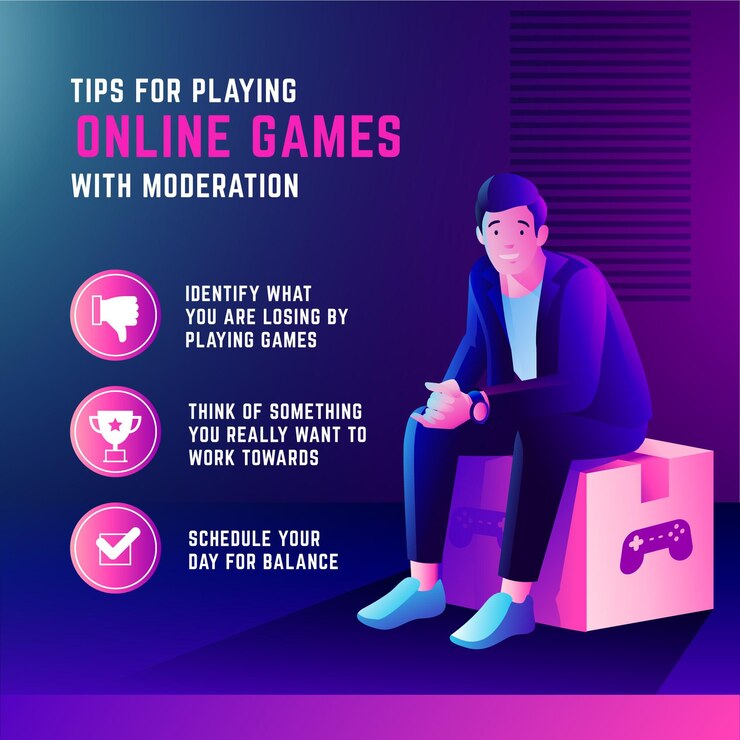 TIPS FOR PLAYING
ONLINE GAMES
WITH MODERATION
IDENTIFY WHAT
YOU ARE LOSING BY
PLAYING GAMES
THINK OF SOMETHING
YOU REALLY WANT TO
WORK TOWARDS
SCHEDULE YOUR
DAY FOR BALANCE